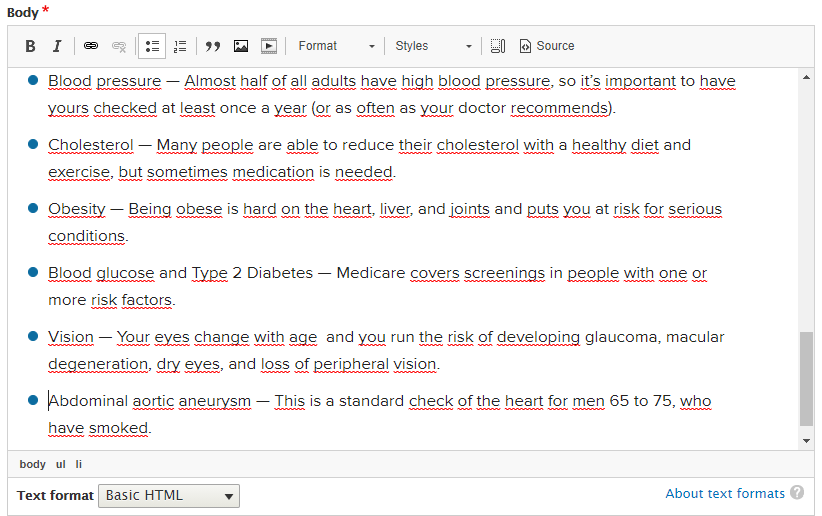 Body *
B I Format Styles Source
Blood pressure — Almost half of all adults have high blood pressure, so it’s important to have
yours checked at least once a year (or as often as your doctor recommends).
Cholesterol — Many people are able to reduce their cholesterol with a healthy diet and
exercise, but sometimes medication is needed.
Obesity — Being obese is hard on the heart, liver, and joints and puts you at risk for serious
conditions.
Blood glucose and Type 2 Diabetes — Medicare covers screenings in people with one or
more risk factors.
Vision — Your eyes change with age  and you run the risk of developing glaucoma, macular
degeneration, dry eyes, and loss of peripheral vision.
Abdominal aortic aneurysm — This is a standard check of the heart for men 65 to 75, who
have smoked.
body ul li
Text format Basic HTML About text formats ?